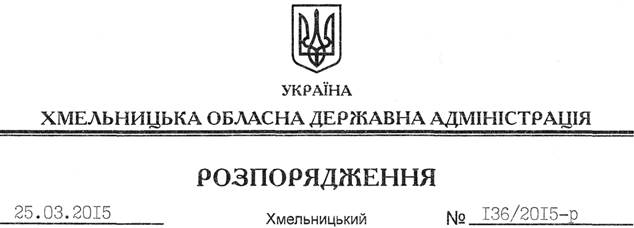 УКРАЇНА
ХМЕЛЬНИЦЬКА ОБЛАСНА ДЕРЖАВНА АДМІНІСТРАЦІЯ
РОЗПОРЯДЖЕННЯ
25.03.2015 Хмельницький № 136/2015-р